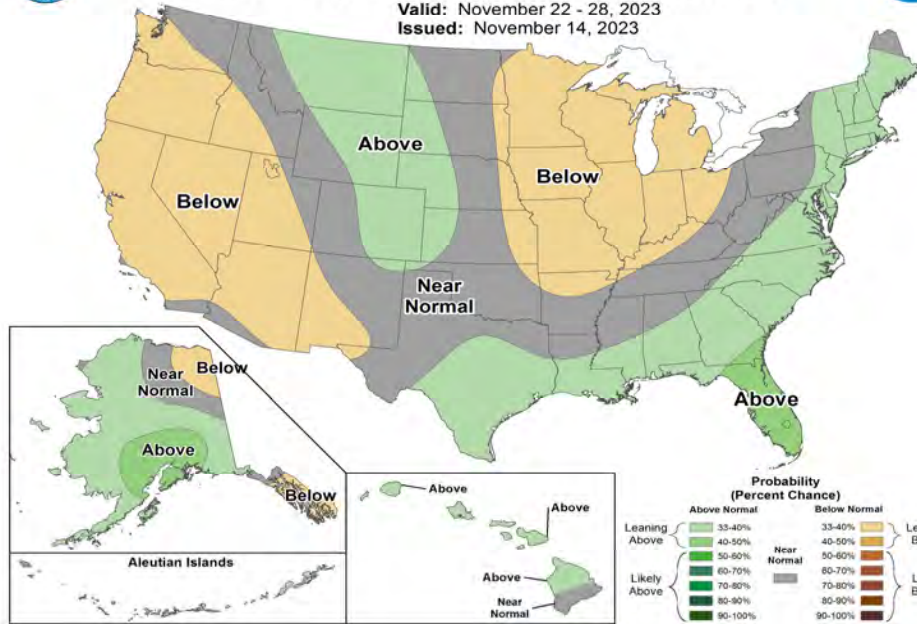 Valid: November 22 - 28, 2023
Issued: November 14, 2023
Above
Below
Below
Near
Normal
Above
Near
Normal
Below
Above
Below
Aleutian Islands
Above
Above
Above
Near
Normal
Probability
(Percent Chance)
Above Normal
Below Normal
Leaning
Above
33-40%
40-50%
Likely
Above
50-60%
60-70%
70-80%
80-90%
90-100%
Near
Normal
33-40%
40-50%
50-60%
60-70%
70-80%
80-90%
90-100%